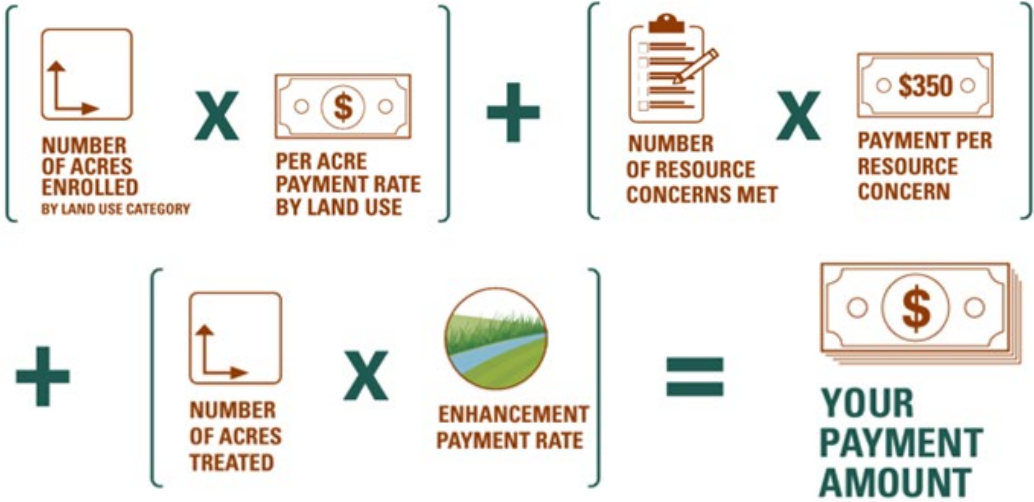 NUMBER
OF ACRES
ENROLLED
BY LAND USE CATEGORY
X
$
PER ACRE
PAYMENT RATE
BY LAND USE
+
NUMBER
OF RESOURCE
CONCERNS MET
X
$350
PAYMENT PER
RESOURCE
CONCERN
+
NUMBER
OF ACRES
TREATED
X
ENHANCEMENT
PAYMENT RATE
=
$
YOUR
PAYMENT
AMOUNT